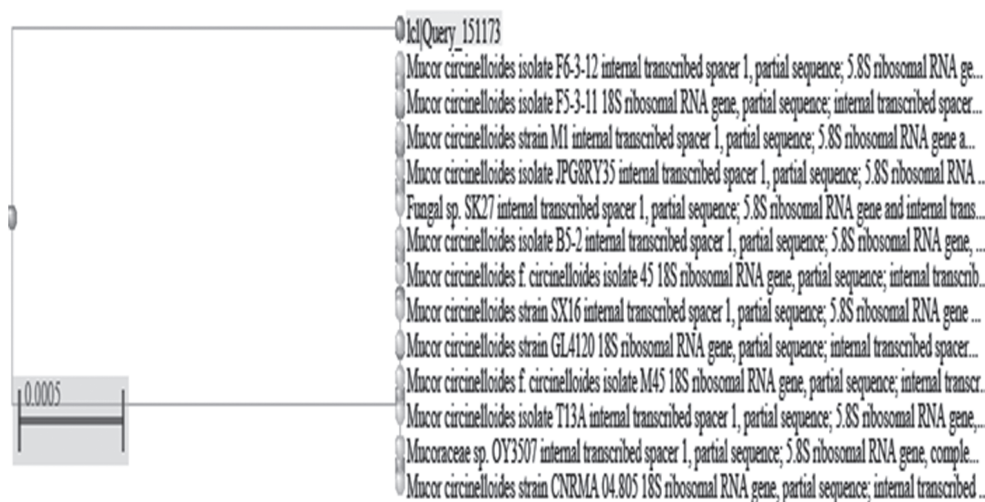 lcl|Query_151173
Mucor circinelloides isolate F6-3-12 internal transcribed spacer 1, partial sequence; 5.8S ribosomal RNA ge...
Mucor circinelloides isolate F5-3-11 18S ribosomal RNA gene, partial sequence; internal transcribed spacer...
Mucor circinelloides strain M1 internal transcribed spacer 1, partial sequence; 5.8S ribosomal RNA gene a...
Mucor circinelloides isolate JPG8RY35 internal transcribed spacer 1, partial sequence; 5.8S ribosomal RNA ...
Fungal sp. SK27 internal transcribed spacer 1, partial sequence; 5.8S ribosomal RNA gene and internal trans...
Mucor circinelloides isolate B5-2 internal transcribed spacer 1, partial sequence; 5.8S ribosomal RNA gene, ...
Mucor circinelloides f. circinelloides isolate 45 18S ribosomal RNA gene, partial sequence; internal transcrib...
Mucor circinelloides strain SX16 internal transcribed spacer 1, partial sequence; 5.8S ribosomal RNA gene ...
Mucor circinelloides strain GL4120 18S ribosomal RNA gene, partial sequence; internal transcribed spacer...
Mucor circinelloides f. circinelloides isolate M45 18S ribosomal RNA gene, partial sequence; internal transcr...
0.0005
Mucor circinelloides isolate T13A internal transcribed spacer 1, partial sequence; 5.8S ribosomal RNA gene,...
Mucoraceae sp. OY3507 internal transcribed spacer 1, partial sequence; 5.8S ribosomal RNA gene, comple...
Mucor circinelloides strain CNRMA 04.805 18S ribosomal RNA gene, partial sequence; internal transcribed...